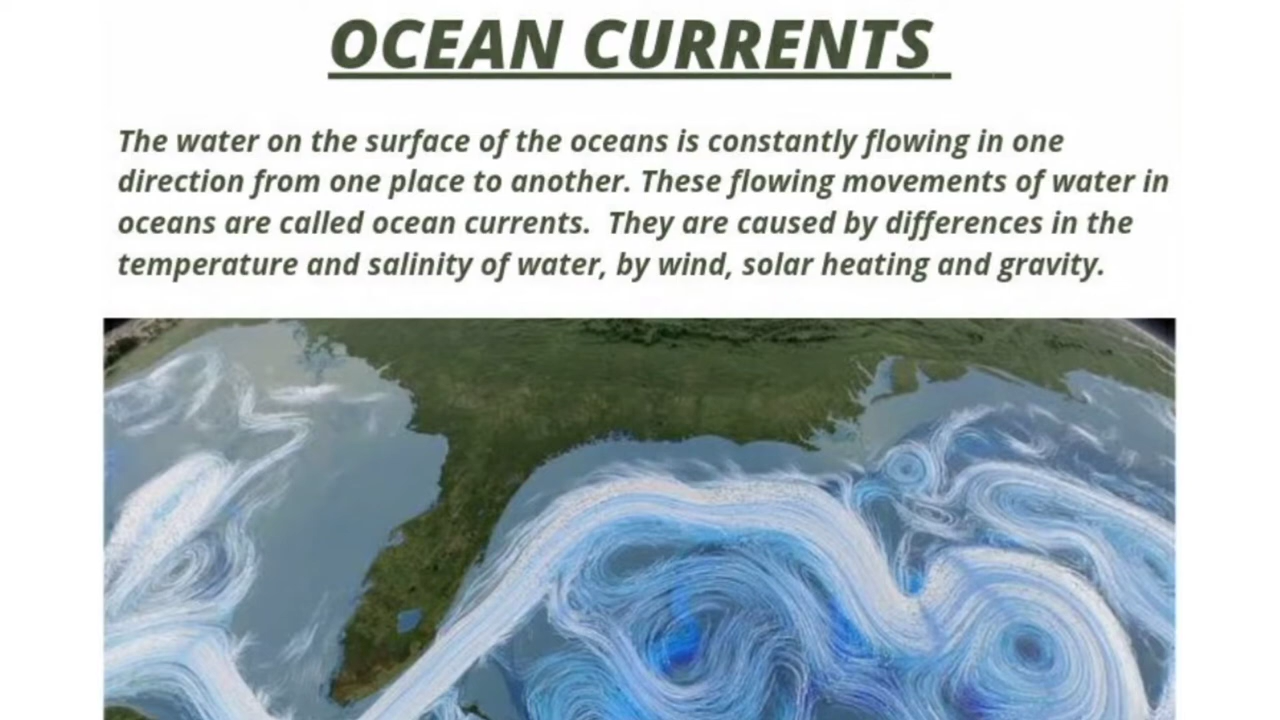 OCEAN CURRENTS
The water on the surface of the oceans is constantly flowing in one
direction from one place to another. These flowing movements of water in
oceans are called ocean currents.  They are caused by differences in the
temperature and salinity of water, by wind, solar heating and gravity.